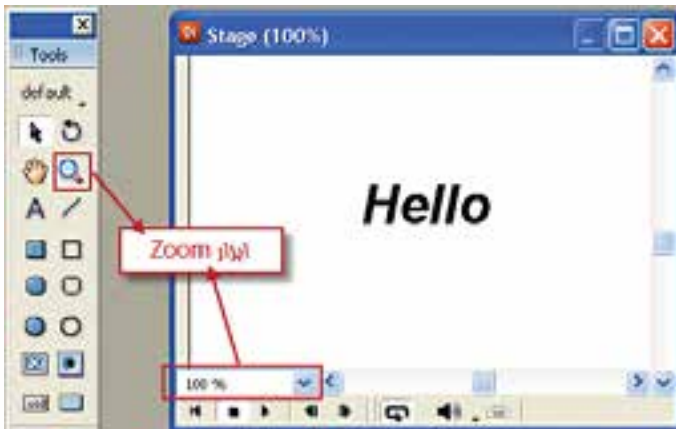 Tools
default
Stage (100%)
Hello
ابزار Zoom
100 %